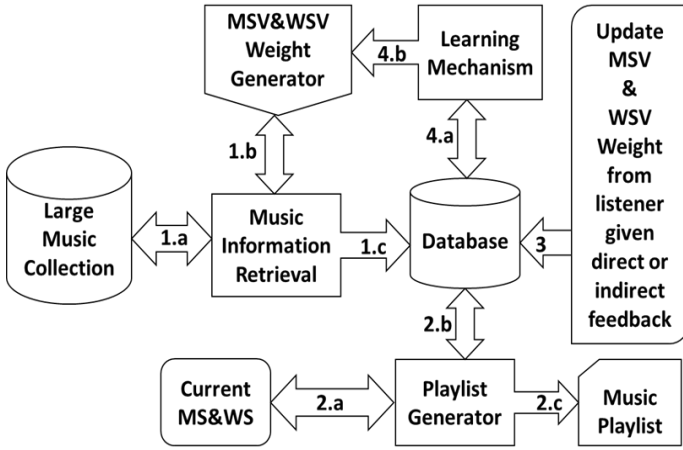 MSV&WSV
Weight
Generator
4.b
Learning
Mechanism
Update
MSV
&
WSV
Weight
from
listener
given
direct or
indirect
feedback
1.b
4.a
Large
Music
Collection
1.a
Music
Information
Retrieval
1.c
Database
3
2.b
Current
MS&WS
2.a
Playlist
Generator
2.c
Music
Playlist